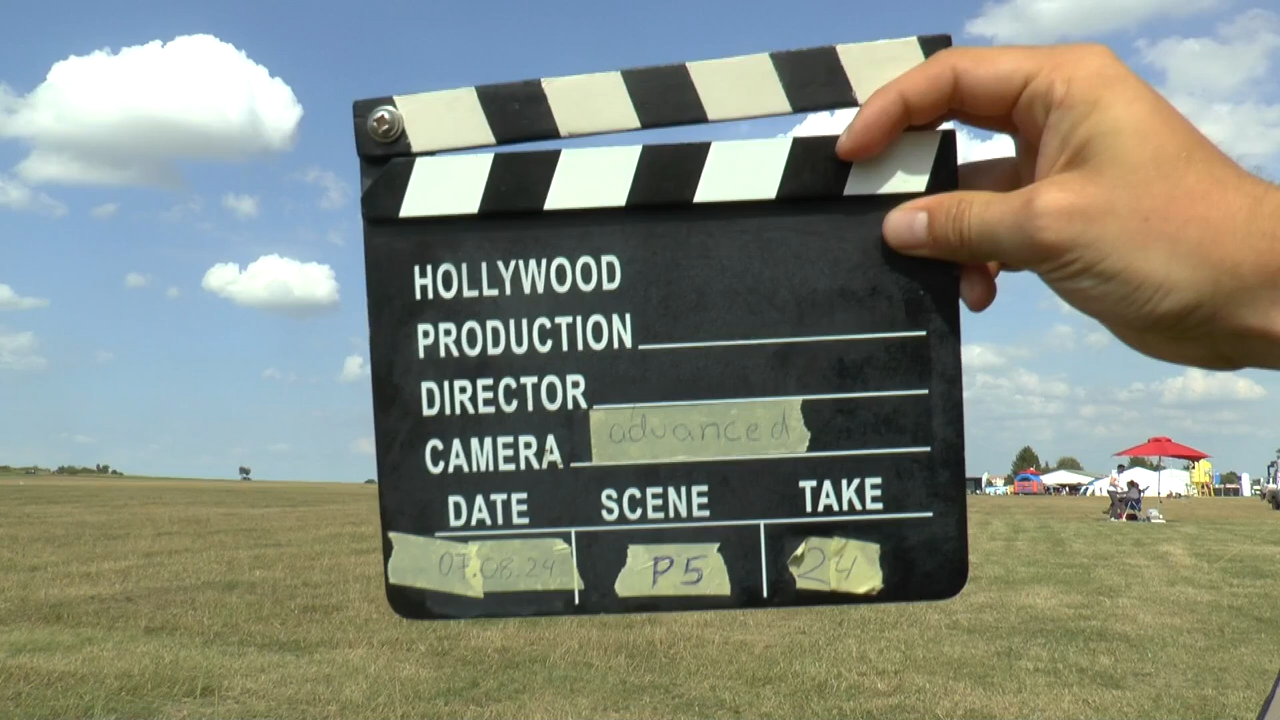 HOLLYWOOD
PRODUCTION
DIRECTOR
CAMERA advanced
DATE SCENE TAKE
07.08.24 P5 24